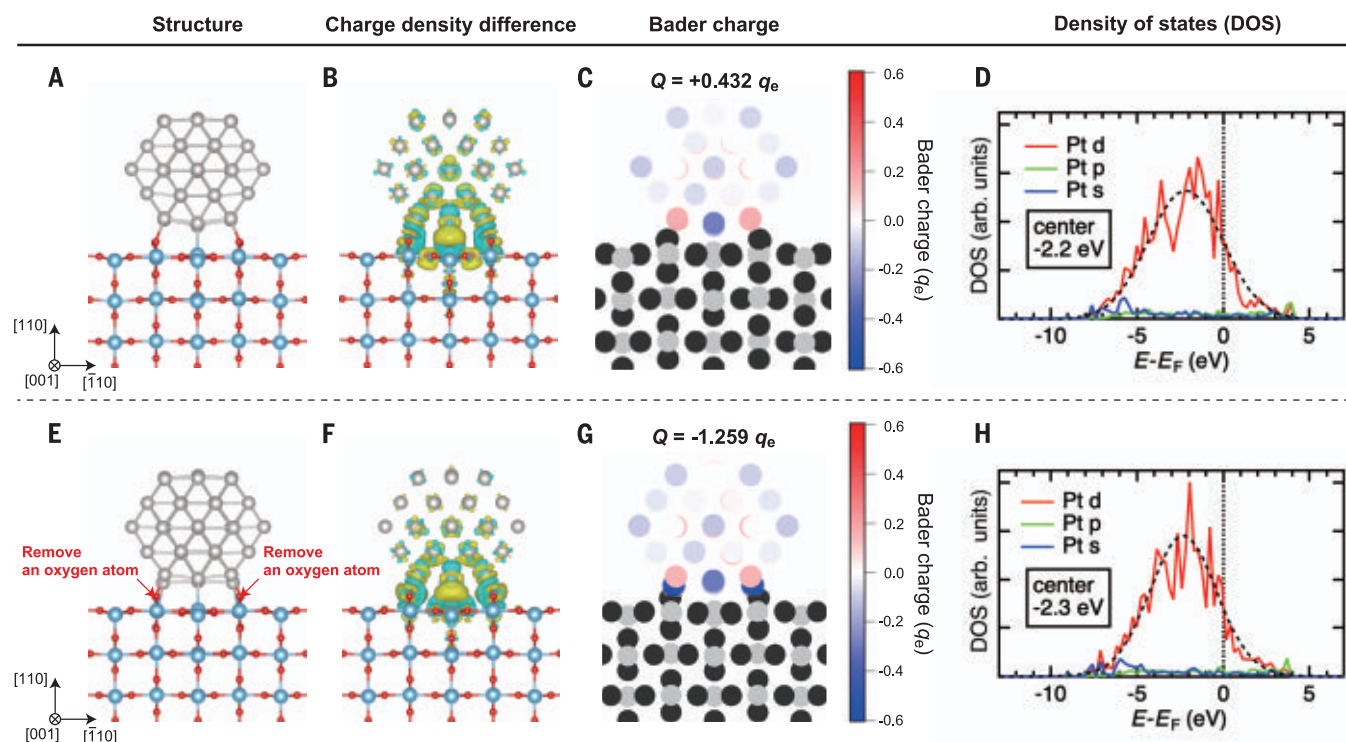 Structure
Charge density difference
Bader charge
Density of states (DOS)
A
B
C
Q = +0.432 qe
0.6
0.4
0.2
0.0
-0.2
-0.4
-0.6
Bader charge (qe)
D
Pt d
Pt p
Pt s
center
-2.2 eV
DOS (arb. units)
-10
-5
0
5
E-EF (eV)
[110]
[001]
[1̅10]
E
Remove
an oxygen atom
Remove
an oxygen atom
F
G
Q = -1.259 qe
0.6
0.4
0.2
0.0
-0.2
-0.4
-0.6
Bader charge (qe)
H
Pt d
Pt p
Pt s
center
-2.3 eV
DOS (arb. units)
-10
-5
0
5
E-EF (eV)
[110]
[001]
[1̅10]